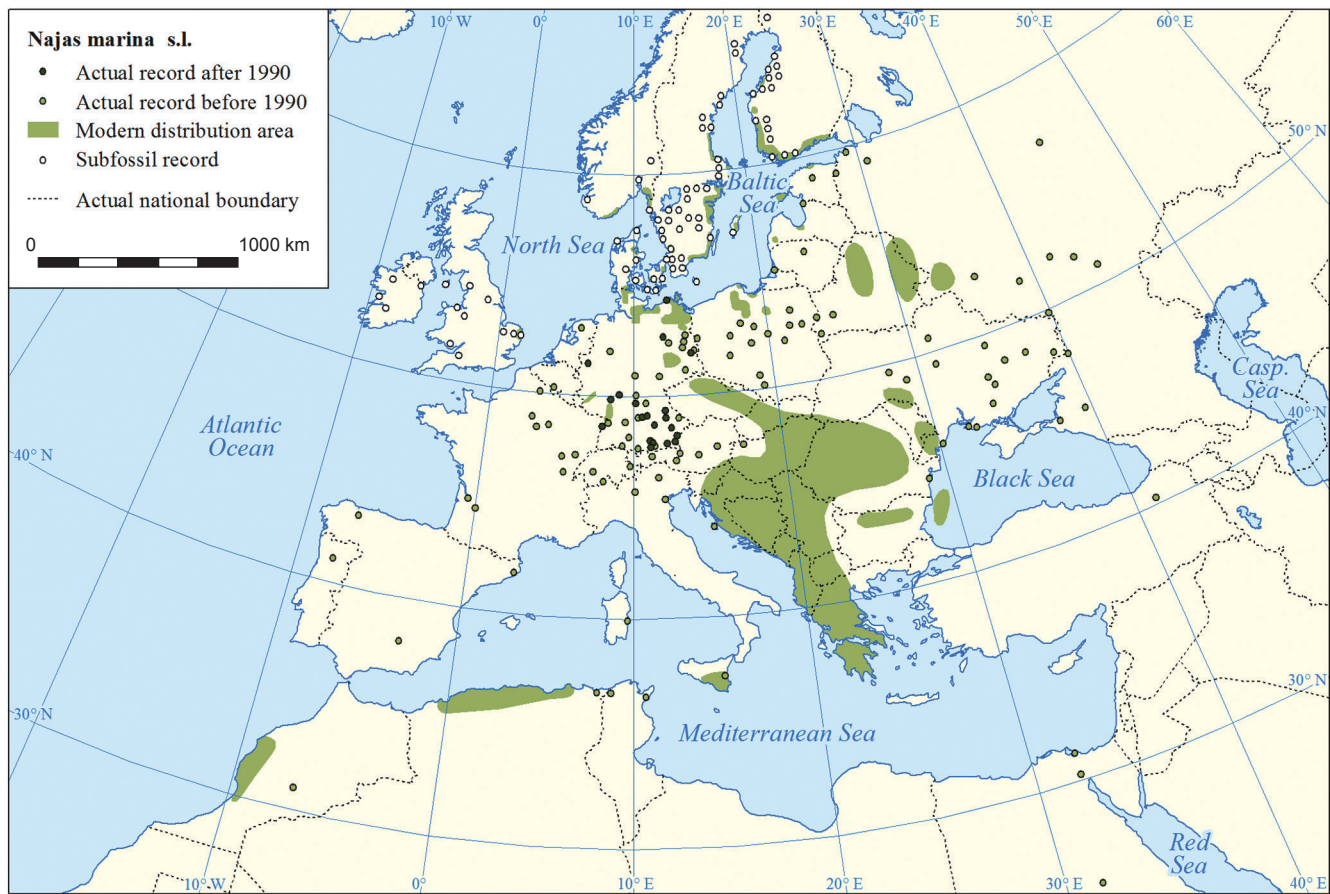 Najas marina s.l.
Actual record after 1990
Actual record before 1990
Modern distribution area
Subfossil record
Actual national boundary
0 1000 km
10° W
0°
10° E
20° E
30° E
40° E
50° E
60° E
50° N
40° N
30° N
Baltic
Sea
North Sea
Atlantic
Ocean
Casp.
Sea
Black Sea
Mediterranean Sea
Red
Sea
40° N
30° N
10° W
0°
10° E
20° E
30° E
40° E